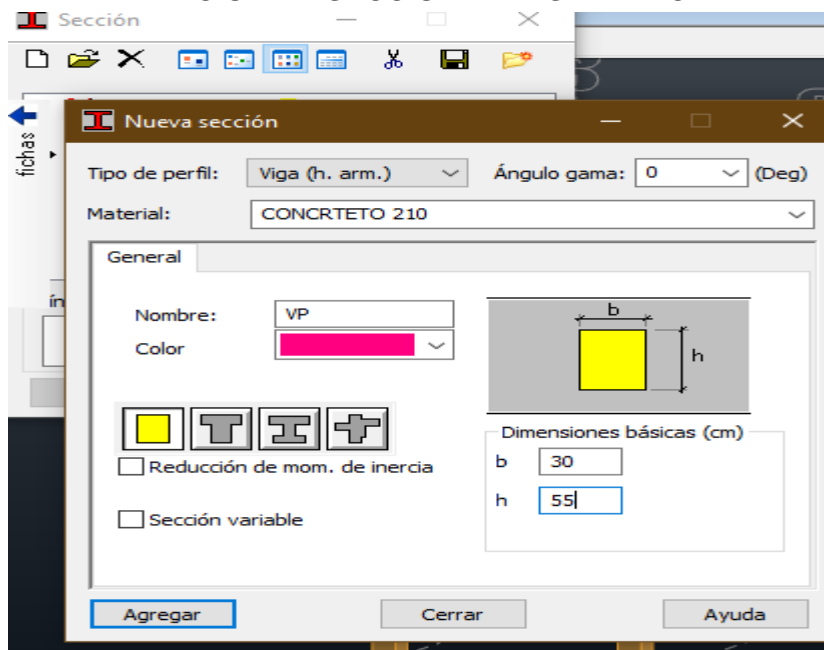 Sección
fichas
Nueva sección
Tipo de perfil: Viga (h. arm.) Ángulo gama: 0 (Deg)
Material: CONCRTETO 210
General
ín
Nombre: VP
Color
b
h
Dimensiones básicas (cm)
Reducción de mom. de inercia
b 30
h 55
Sección variable
Agregar Cerrar Ayuda